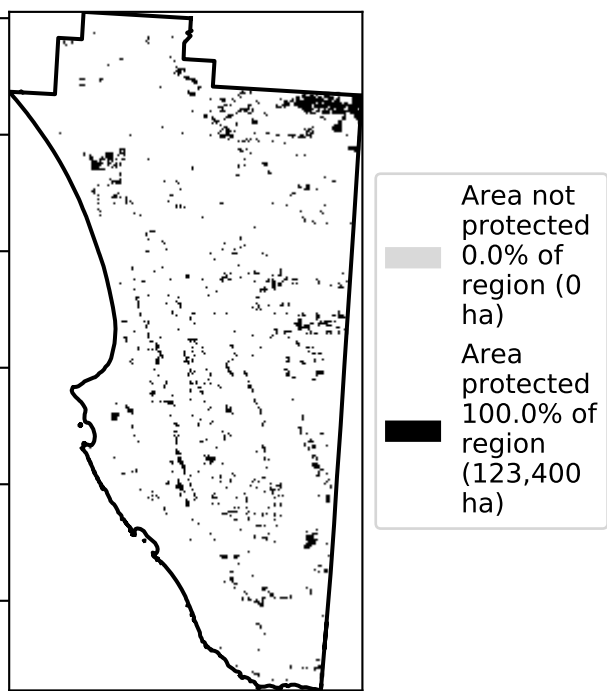 Area not
protected
0.0% of
region (0
ha)
Area
protected
100.0% of
region
(123,400
ha)